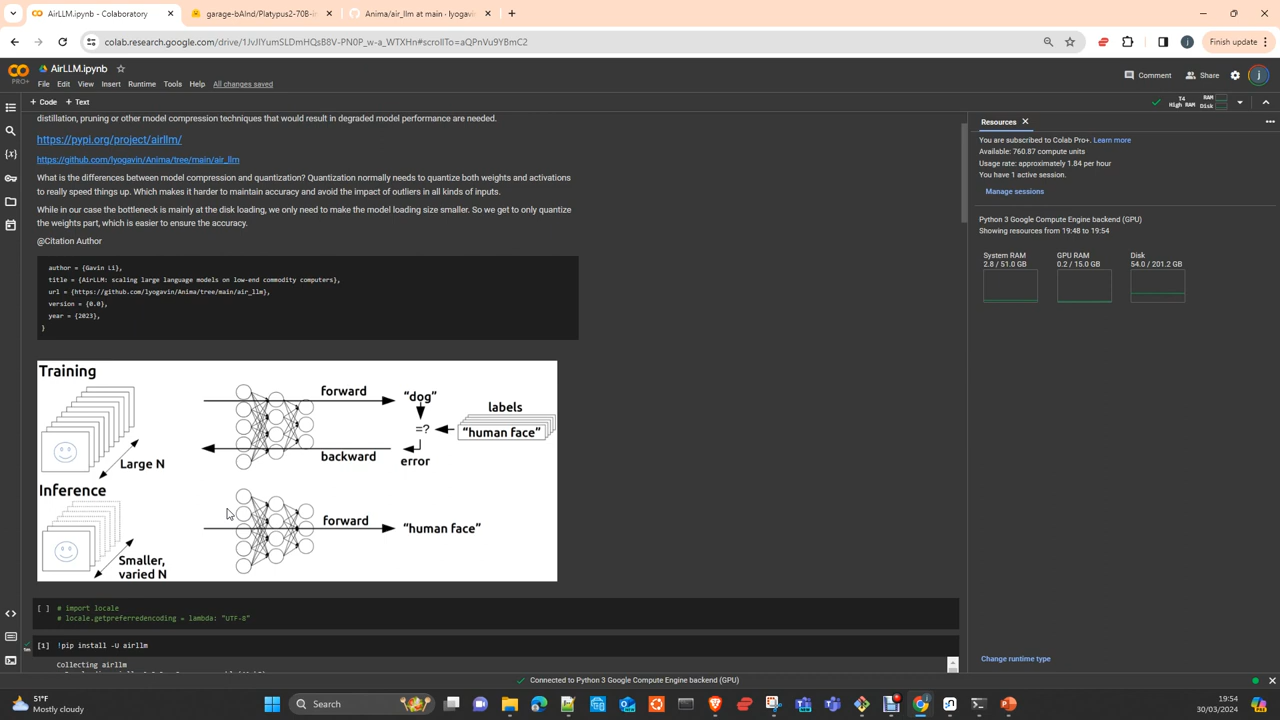 AirLLM.ipynb - Colaboratory
garage-bAInd/Platypus2-70B-in
Anima/air_llm at main · lyogavin
colab.research.google.com/drive/1JvJlYumSLDmHQsB8V-PN0P_w-a_WTXHn#scrollTo=aQPnVu9YBmC2
Finish update
CO
PRO+
AirLLM.ipynb
File Edit View Insert Runtime Tools Help All changes saved
Comment
Share
+ Code + Text
T4
High RAM
RAM
Disk
distillation, pruning or other model compression techniques that would result in degraded model performance are needed.
https://pypi.org/project/airllm/
https://github.com/lyogavin/Anima/tree/main/air_llm
What is the differences between model compression and quantization? Quantization normally needs to quantize both weights and activations
to really speed things up. Which makes it harder to maintain accuracy and avoid the impact of outliers in all kinds of inputs.
While in our case the bottleneck is mainly at the disk loading, we only need to make the model loading size smaller. So we get to only quantize
the weights part, which is easier to ensure the accuracy.
@Citation Author
author = {Gavin Li},
title = {AirLLM: scaling large language models on low-end commodity computers},
url = {https://github.com/lyogavin/Anima/tree/main/air_llm},
version = {0.0},
year = {2023},
}
Training
forward
"dog"
labels
=?
"human face"
backward
error
Large N
Inference
forward
"human face"
Smaller,
varied N
[ ] # import locale
# locale.getpreferredencoding = lambda: "UTF-8"
[1] !pip install -U airllm
Collecting airllm
Resources
You are subscribed to Colab Pro+. Learn more
Available: 760.87 compute units
Usage rate: approximately 1.84 per hour
You have 1 active session.
Manage sessions
Python 3 Google Compute Engine backend (GPU)
Showing resources from 19:48 to 19:54
System RAM
2.8 / 51.0 GB
GPU RAM
0.2 / 15.0 GB
Disk
54.0 / 201.2 GB
Change runtime type
Connected to Python 3 Google Compute Engine backend (GPU)
51°F
Mostly cloudy
Search
19:54
30/03/2024